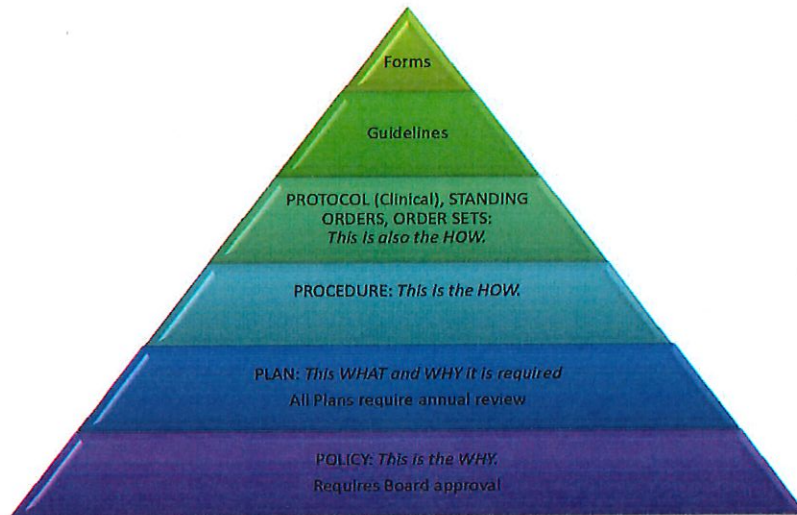 Forms
Guidelines
PROTOCOL (Clinical), STANDING
ORDERS, ORDER SETS:
This is also the HOW.
PROCEDURE: This is the HOW.
PLAN: This WHAT and WHY it is required
All Plans require annual review
POLICY: This is the WHY.
Requires Board approval